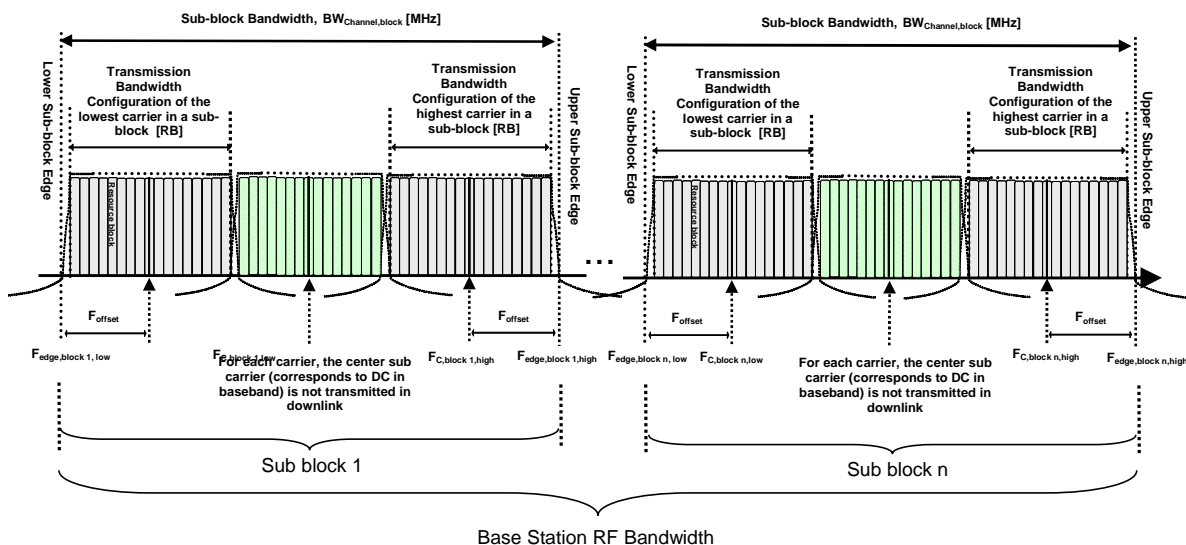 Sub-block Bandwidth, BWChannel,block [MHz]
Sub-block Bandwidth, BWChannel,block [MHz]
Lower Sub-block Edge
Transmission
Bandwidth
Configuration of the
lowest carrier in a sub-
block [RB]
Transmission
Bandwidth
Configuration of the
highest carrier in a
sub-block [RB]
Upper Sub-block Edge
Lower Sub-block Edge
Transmission
Bandwidth
Configuration of the
lowest carrier in a
sub-block [RB]
Transmission
Bandwidth
Configuration of the
highest carrier in a
sub-block [RB]
Upper Sub-block Edge
Resource block
Resource block
...
Foffset
Foffset
Foffset
Foffset
Fedge,block 1, low
FC,block 1,low
FC,block 1,high
Fedge,block 1,high
Fedge,block n, low
FC,block n,low
FC,block n,high
Fedge,block n,high
For each carrier, the center sub
carrier (corresponds to DC in
baseband) is not transmitted in
downlink
For each carrier, the center sub
carrier (corresponds to DC in
baseband) is not transmitted in
downlink
Sub block 1
Sub block n
Base Station RF Bandwidth